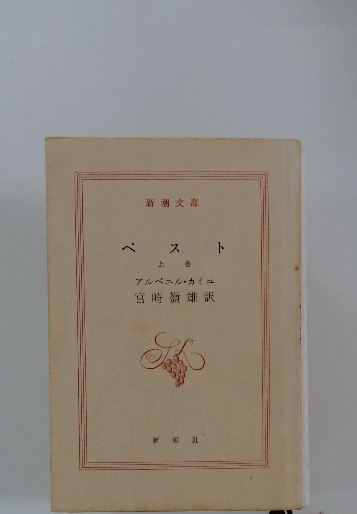 新潮文庫
ペスト
上巻
アルベエル・カミュ
宮崎嶺雄訳
新潮社